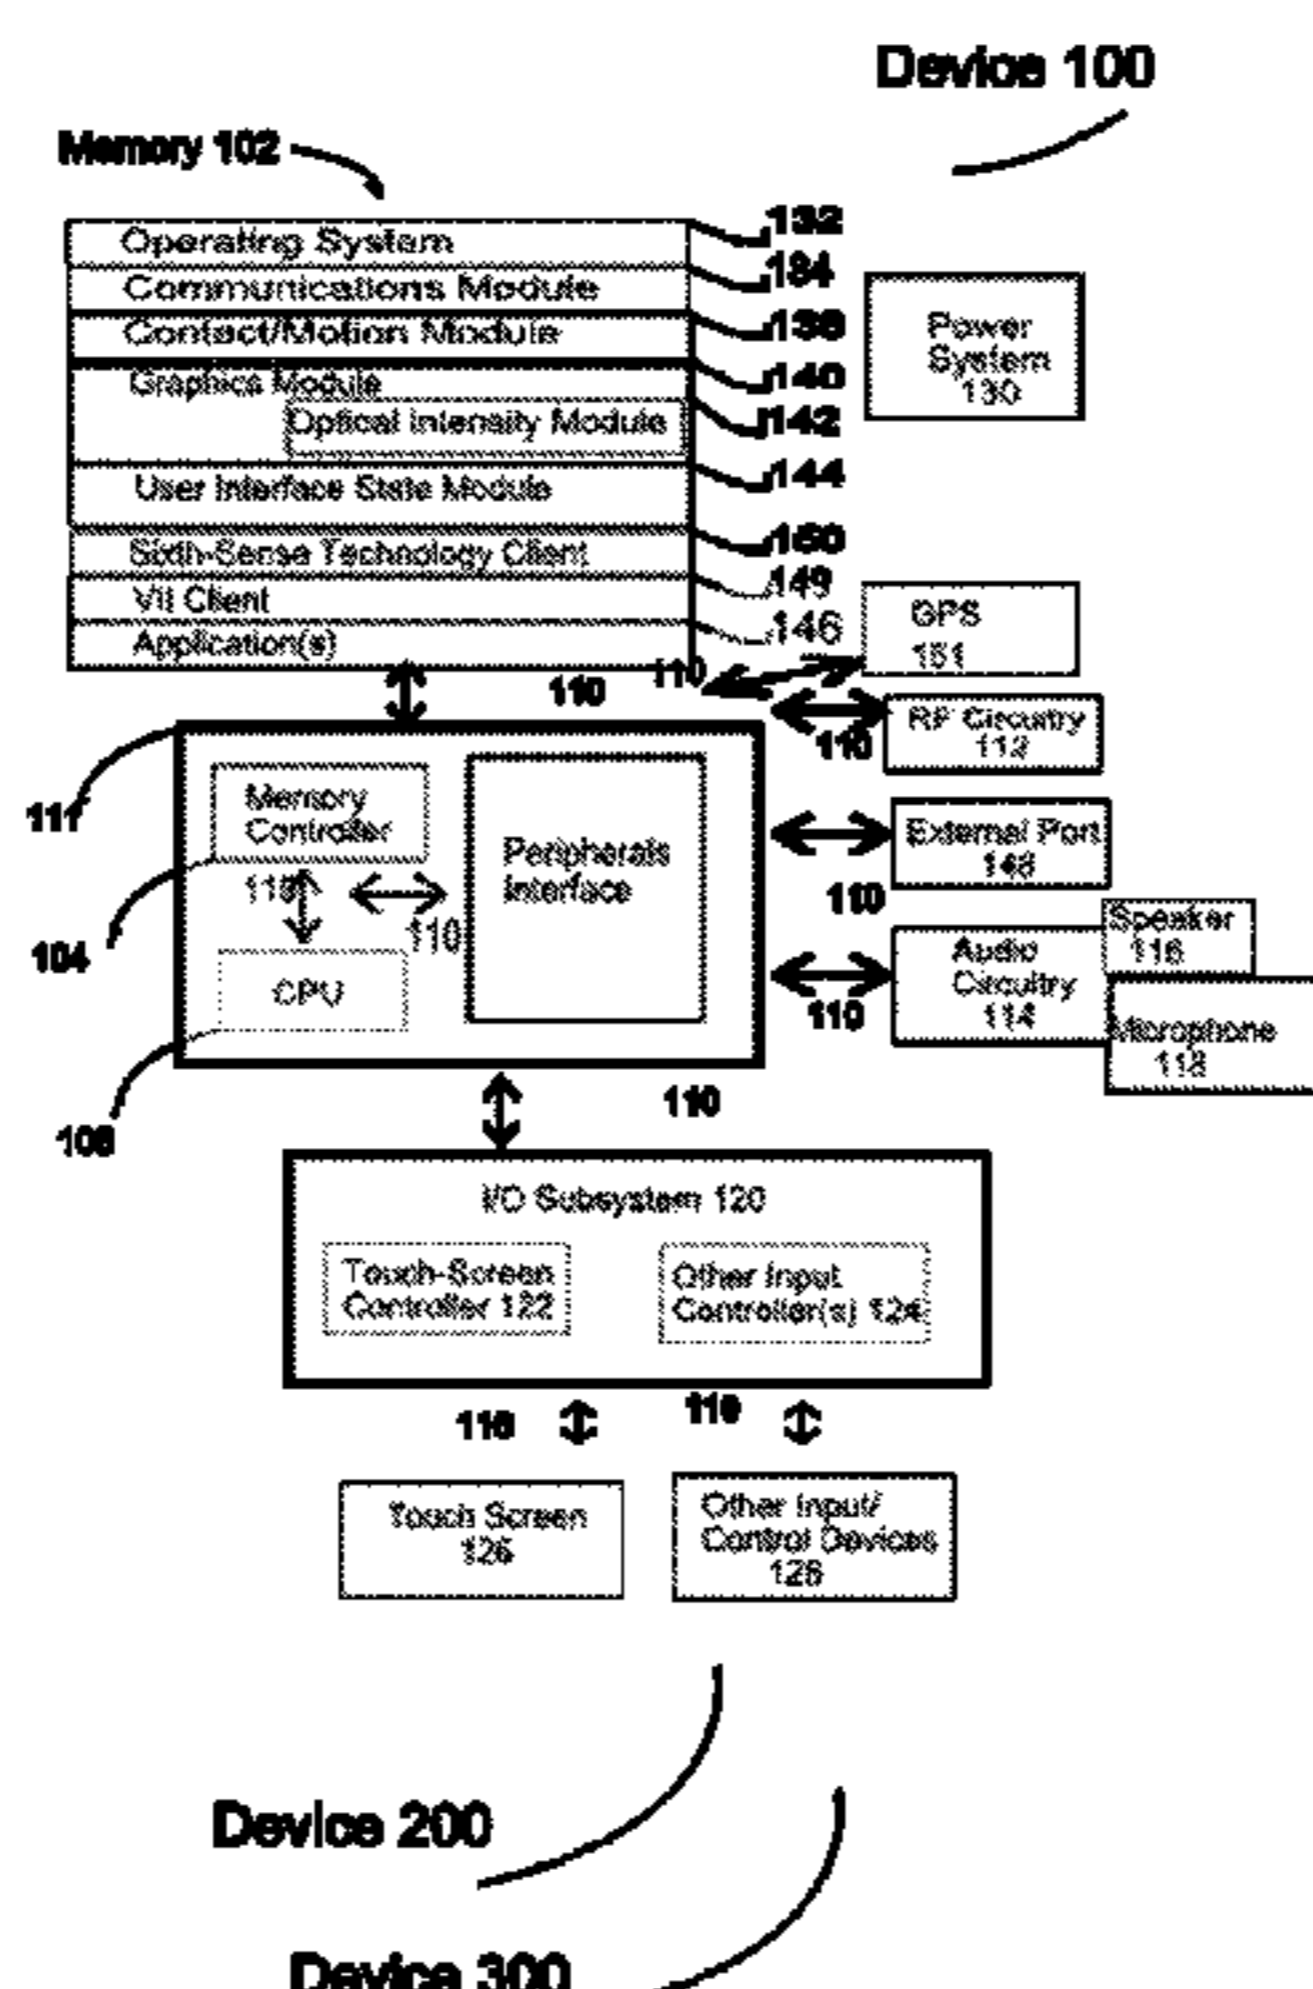 Device 100
Memory 102
Operating System
132
Communications Module
134
Contact/Motion Module
138
Graphics Module
140
Optical Intensity Module
142
User Interface State Module
144
Sixth-Sense Technology Client
150
VII Client
149
Application(s)
146
Power
System
130
GPS
151
110
110
RF Circuitry
112
110
111
Memory
Controller
110
110
104
CPU
Peripherals
Interface
External Port
148
110
Audio
Circuitry
114
110
Speaker
116
Microphone
118
110
I/O Subsystem 120
Touch-Screen
Controller 122
Other Input
Controller(s) 124
110
110
Touch Screen
126
Other Input/
Control Devices
128
Device 200
Device 300